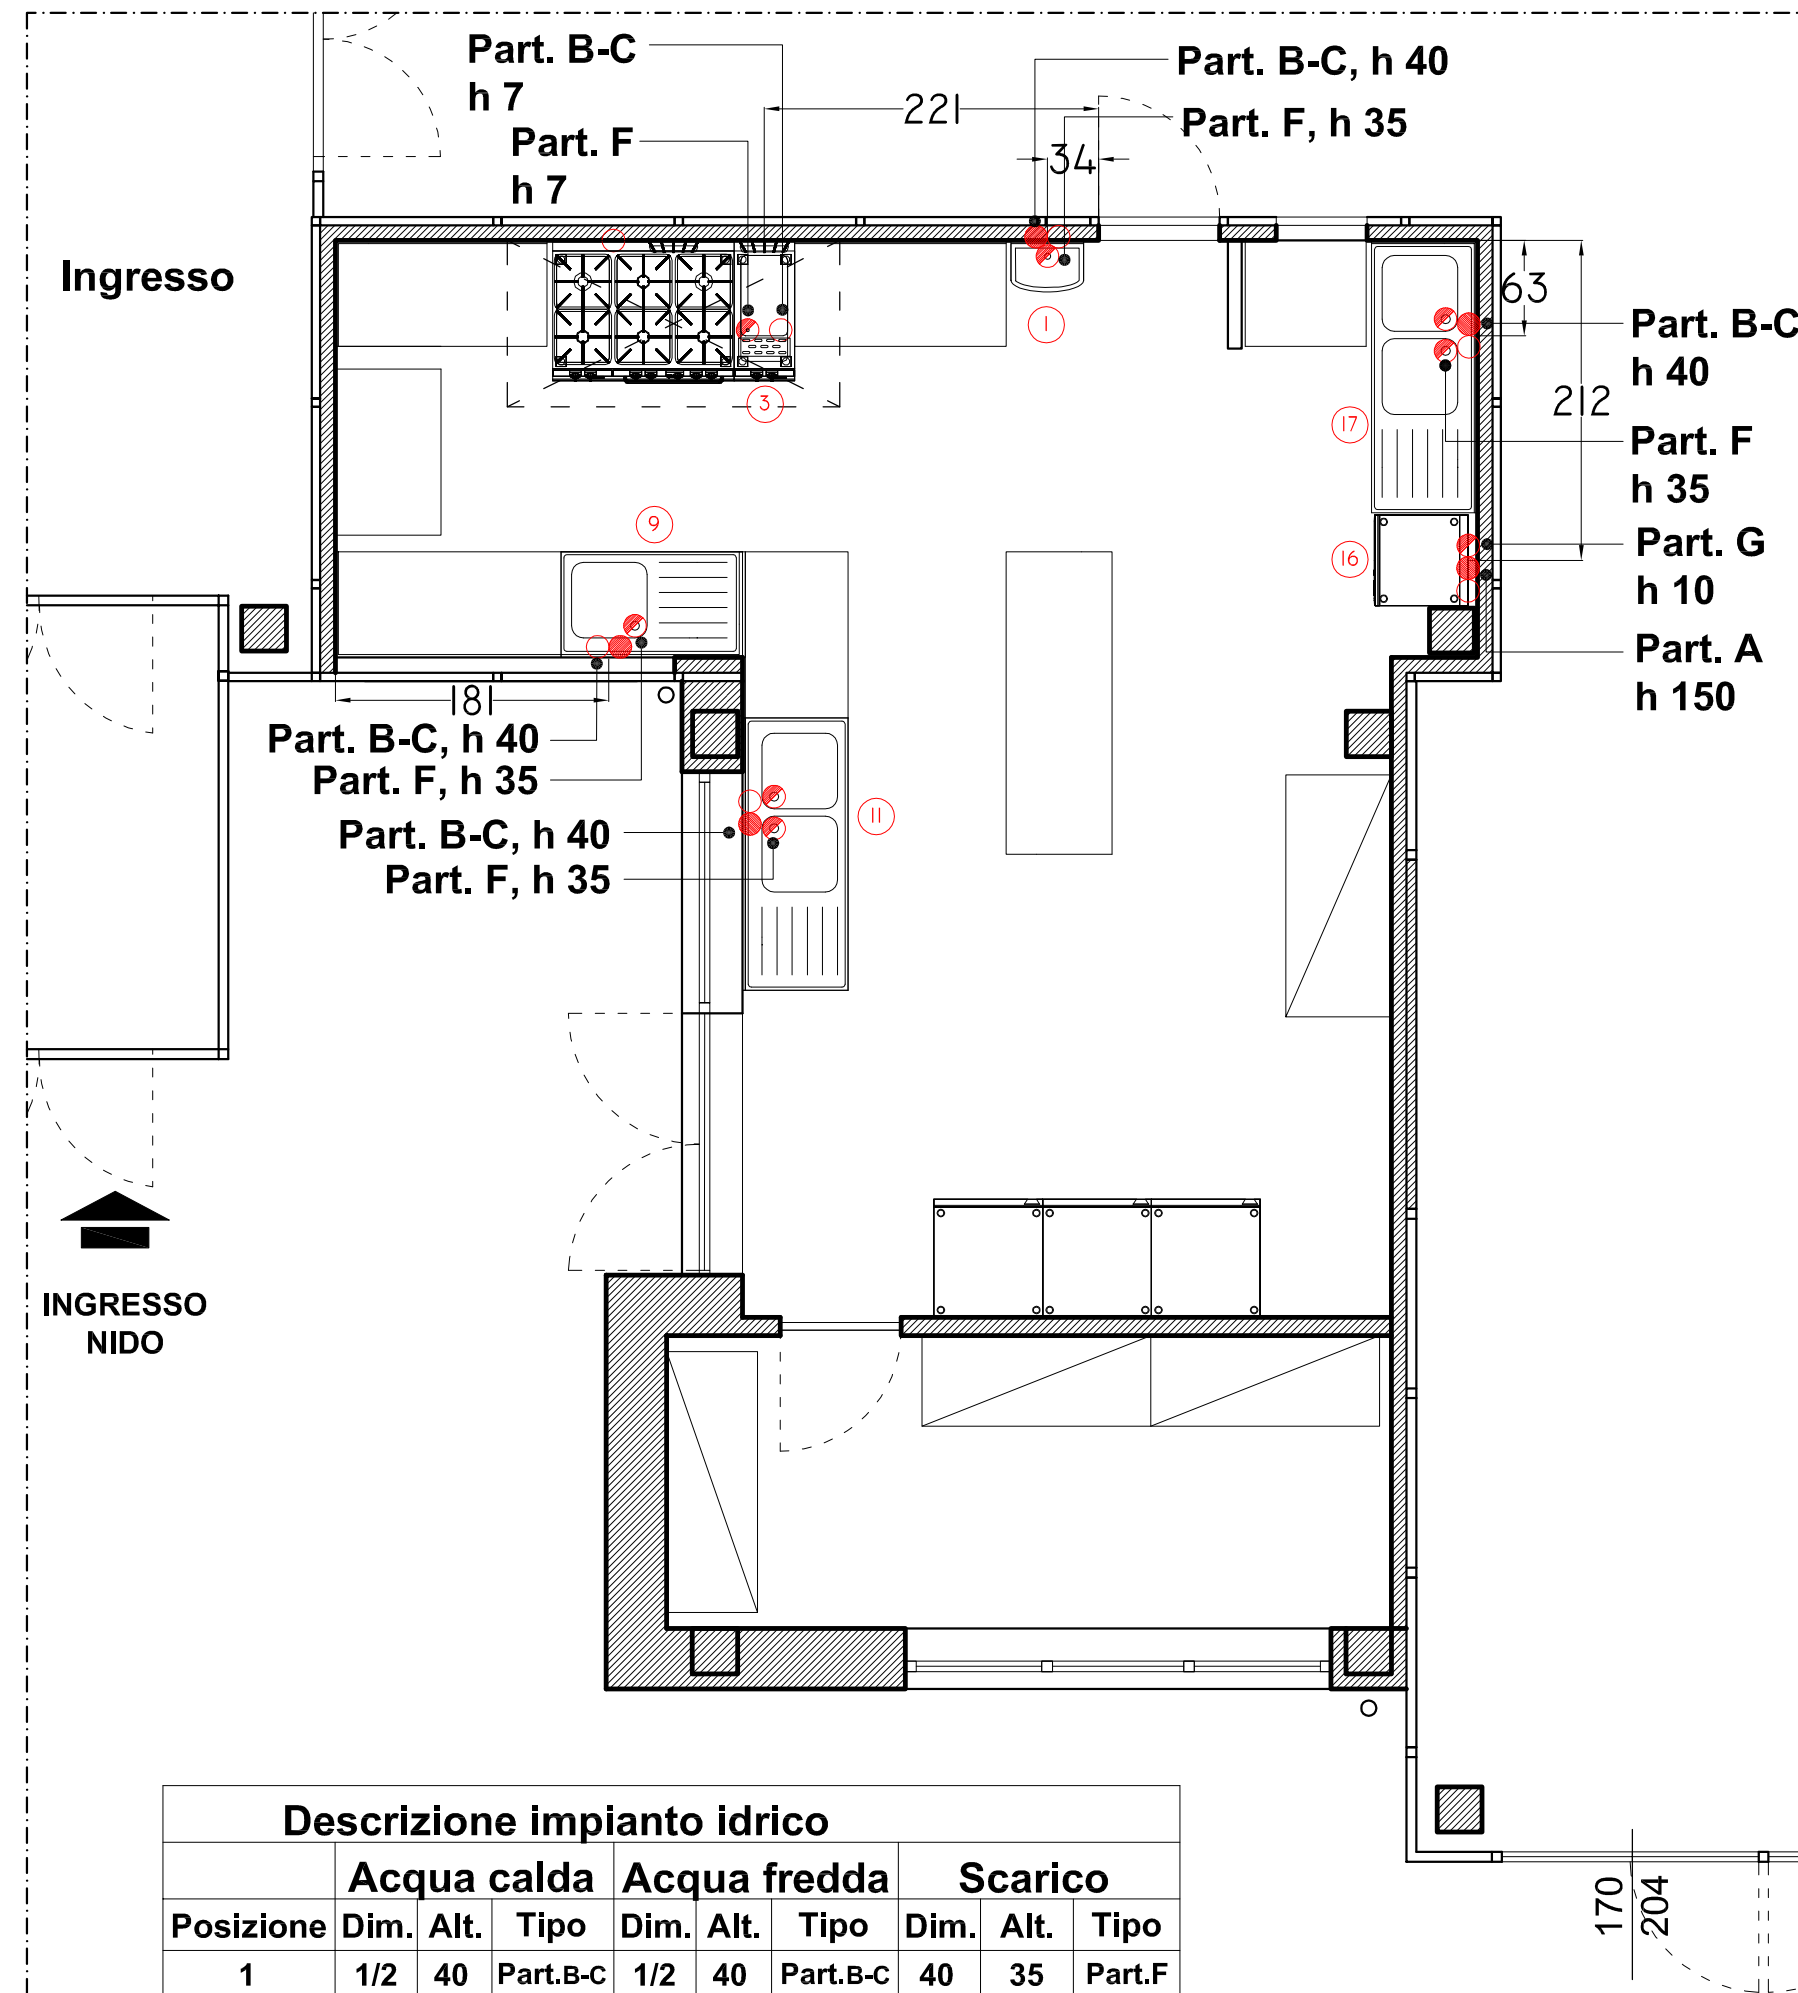 Part. B-C
h 7
Part. F
h 7
Part. B-C, h 40
Part. F, h 35
221
34
Ingresso
63
212
1
3
17
Part. B-C
h 40
Part. F
h 35
9
16
Part. G
h 10
Part. A
h 150
181
Part. B-C, h 40
Part. F, h 35
Part. B-C, h 40
Part. F, h 35
11
INGRESSO
NIDO
Descrizione impianto idrico
Acqua calda Acqua fredda Scarico
Posizione Dim. Alt. Tipo Dim. Alt. Tipo Dim. Alt. Tipo
1 1/2 40 Part.B-C 1/2 40 Part.B-C 40 35 Part.F
170
204